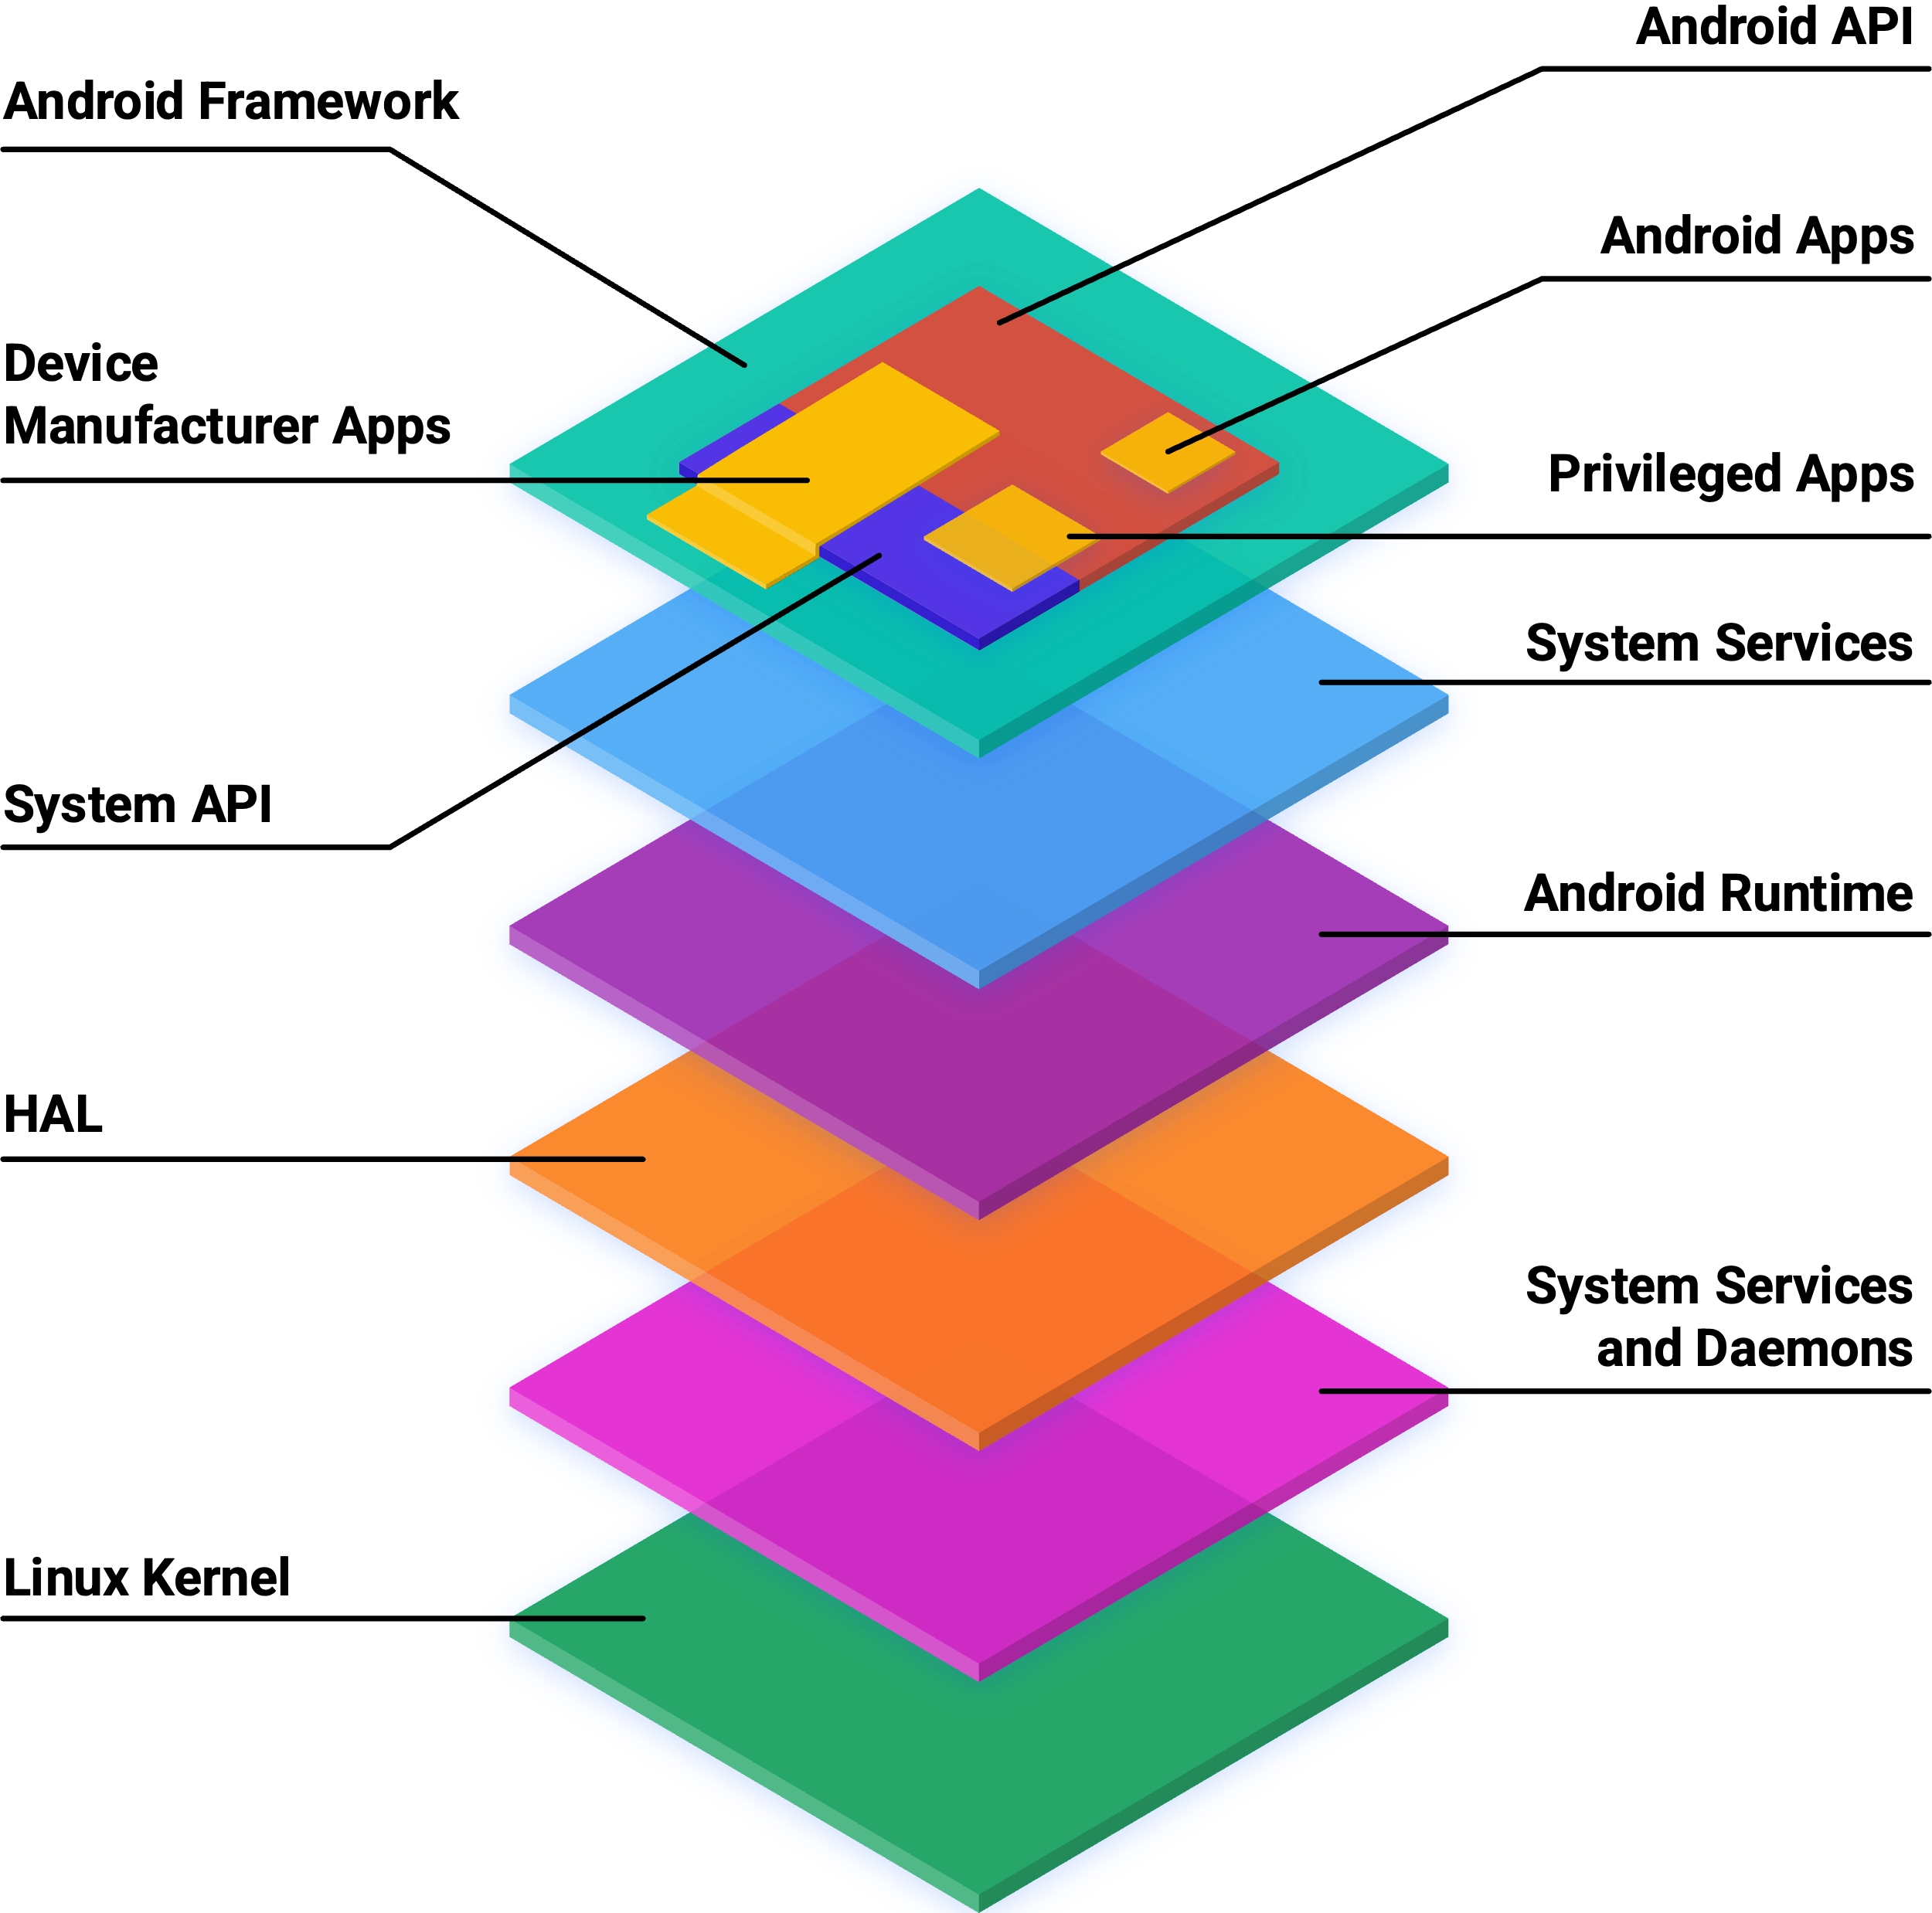 Android API
Android Framework
Android Apps
Device
Manufacturer Apps
Privileged Apps
System Services
System API
Android Runtime
HAL
System Services
and Daemons
Linux Kernel